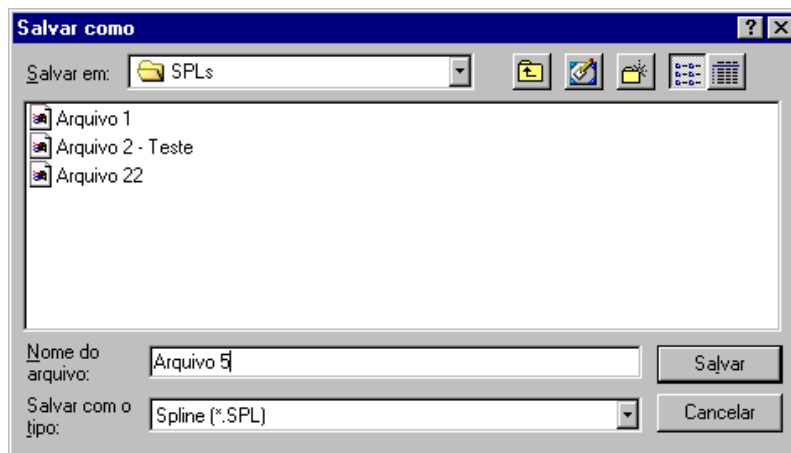 Salvar como
Salvar em: SPLs
Arquivo 1
Arquivo 2 - Teste
Arquivo 22
Nome do
arquivo:
Arquivo 5
Salvar
Salvar com o
tipo:
Spline (*.SPL)
Cancelar